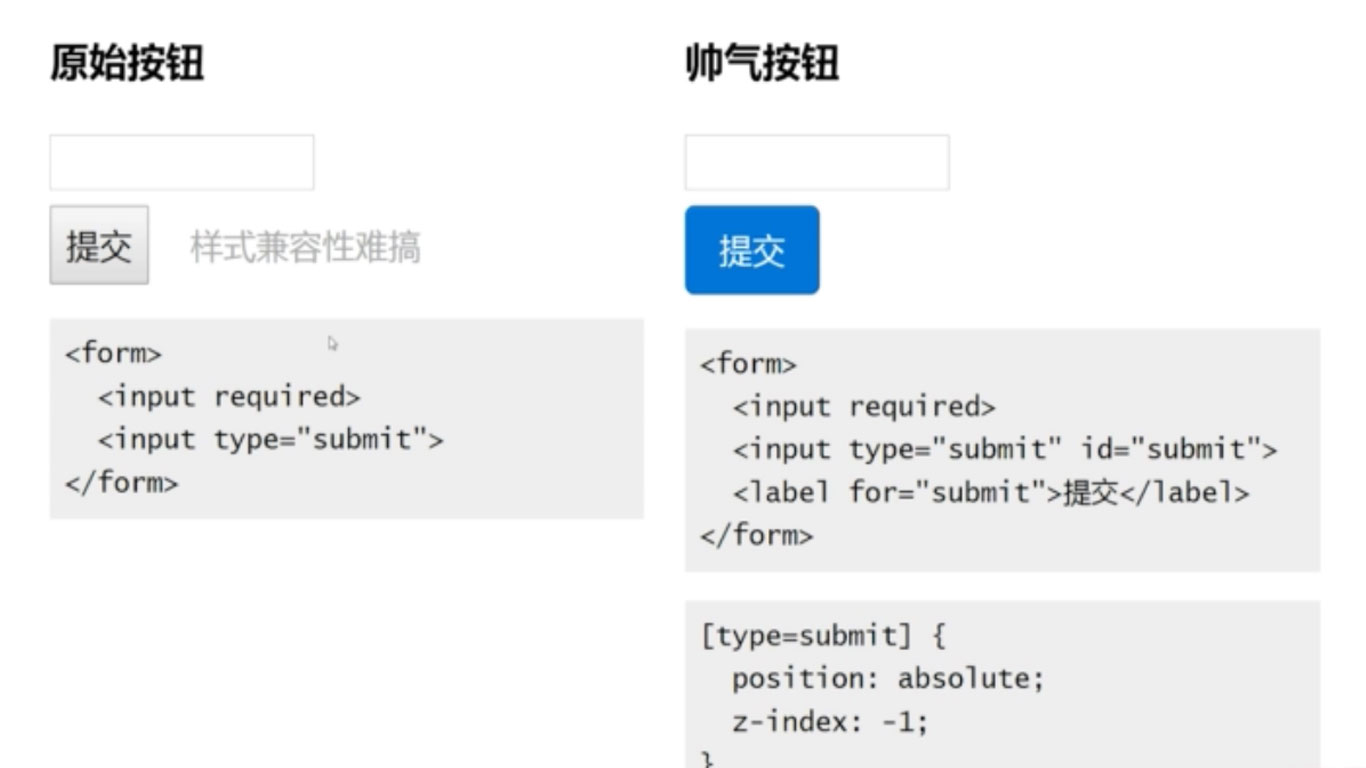 原始按钮
提交
样式兼容性难搞
<form>
  <input required>
  <input type="submit">
</form>
帅气按钮
提交
<form>
  <input required>
  <input type="submit" id="submit">
  <label for="submit">提交</label>
</form>
[type=submit] {
  position: absolute;
  z-index: -1;
}